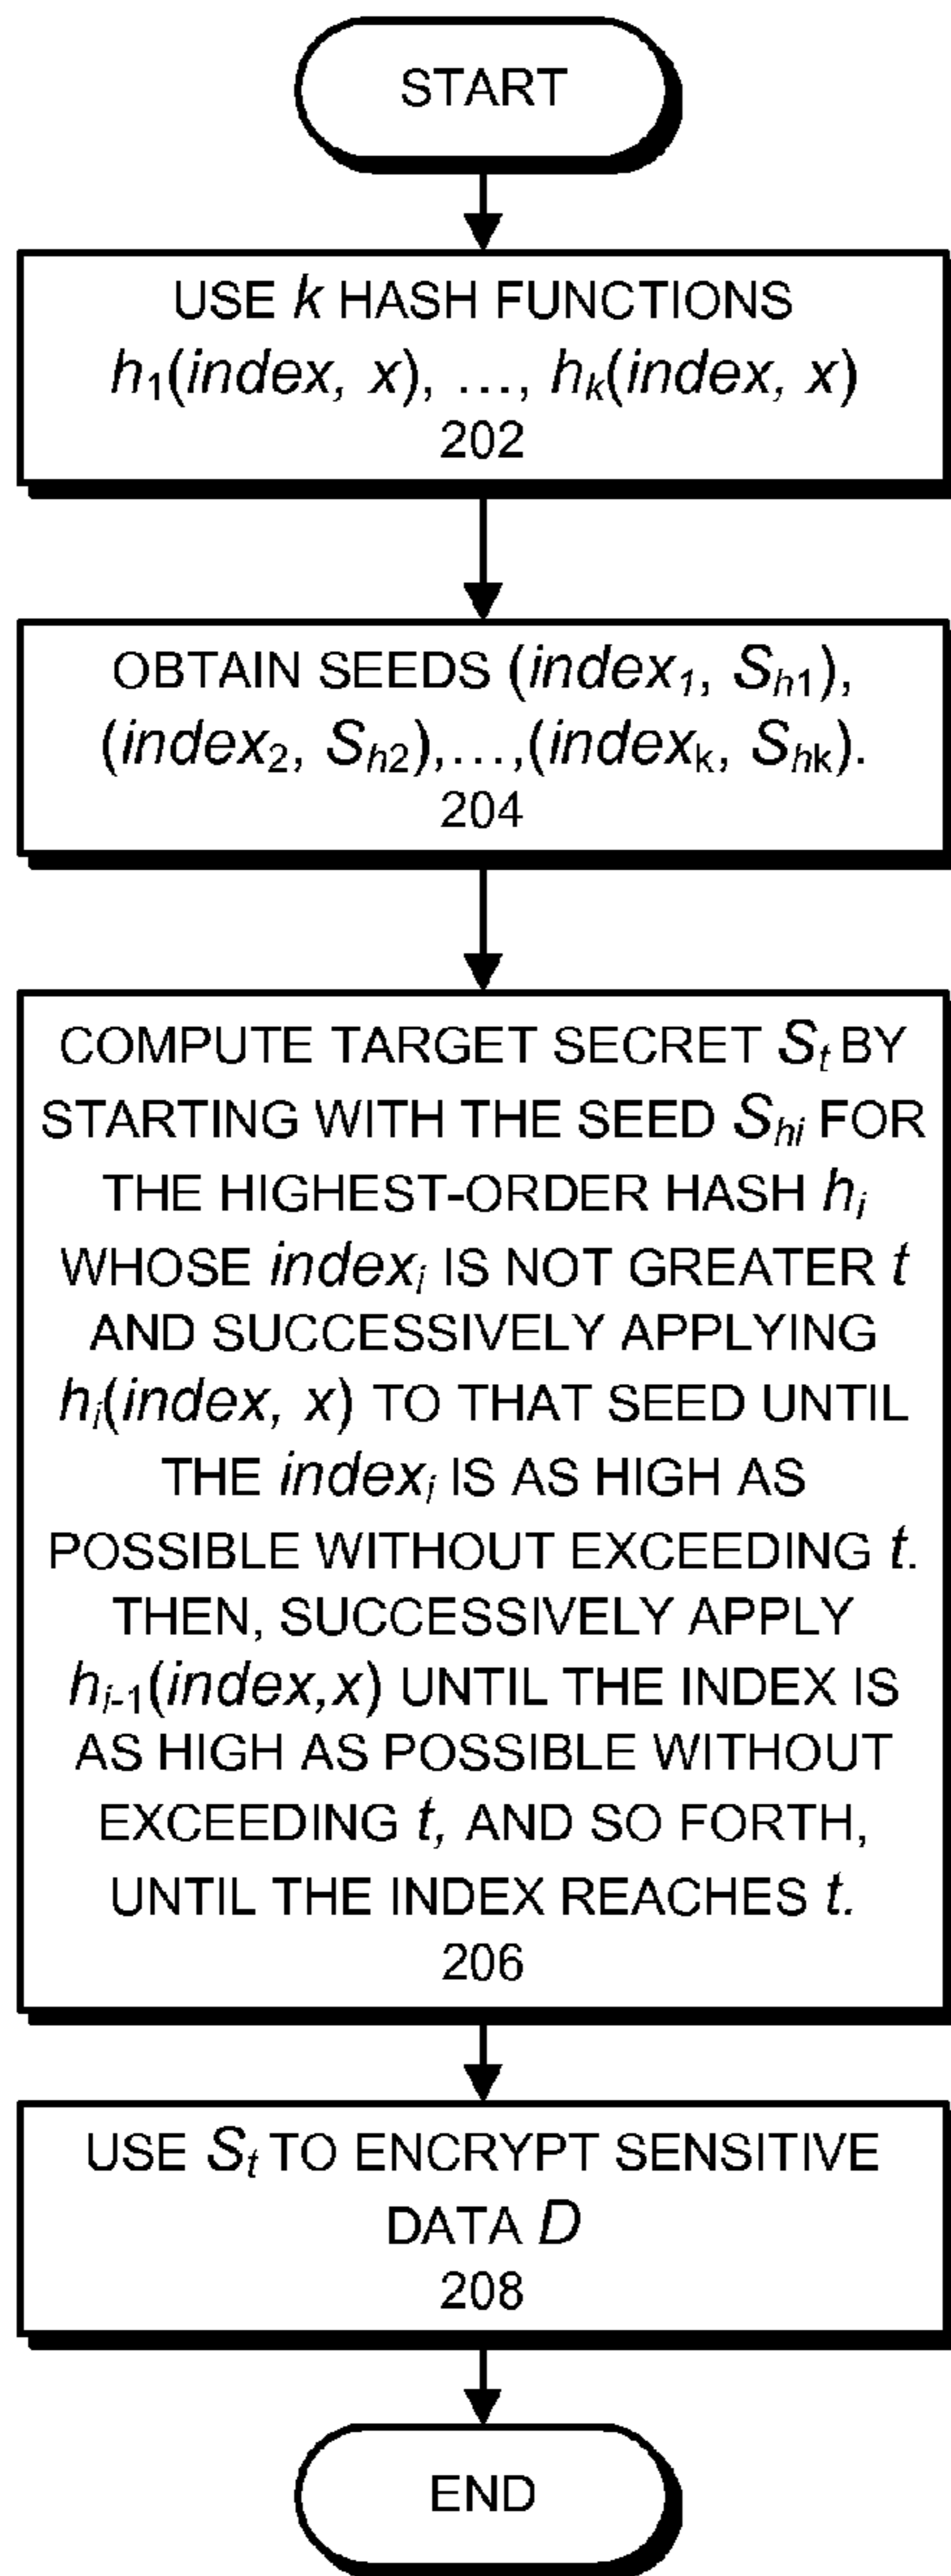 START
USE k HASH FUNCTIONS
h1(index, x), ..., hk(index, x)
202
OBTAIN SEEDS (index1, Sh1),
(index2, Sh2),...,(indexk, Shk).
204
COMPUTE TARGET SECRET St BY
STARTING WITH THE SEED Shi FOR
THE HIGHEST-ORDER HASH hi
WHOSE indexi IS NOT GREATER t
AND SUCCESSIVELY APPLYING
hi(index, x) TO THAT SEED UNTIL
THE indexi IS AS HIGH AS
POSSIBLE WITHOUT EXCEEDING t.
THEN, SUCCESSIVELY APPLY
hi-1(index,x) UNTIL THE INDEX IS
AS HIGH AS POSSIBLE WITHOUT
EXCEEDING t, AND SO FORTH,
UNTIL THE INDEX REACHES t.
206
USE St TO ENCRYPT SENSITIVE
DATA D
208
END